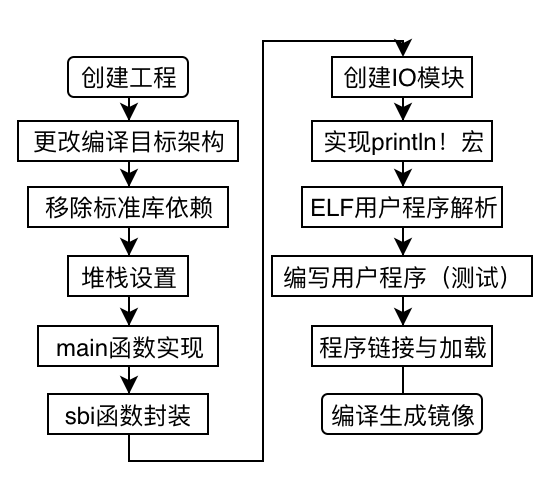 创建工程
更改编译目标架构
移除标准库依赖
堆栈设置
main函数实现
sbi函数封装
创建IO模块
实现println！宏
ELF用户程序解析
编写用户程序（测试）
程序链接与加载
编译生成镜像